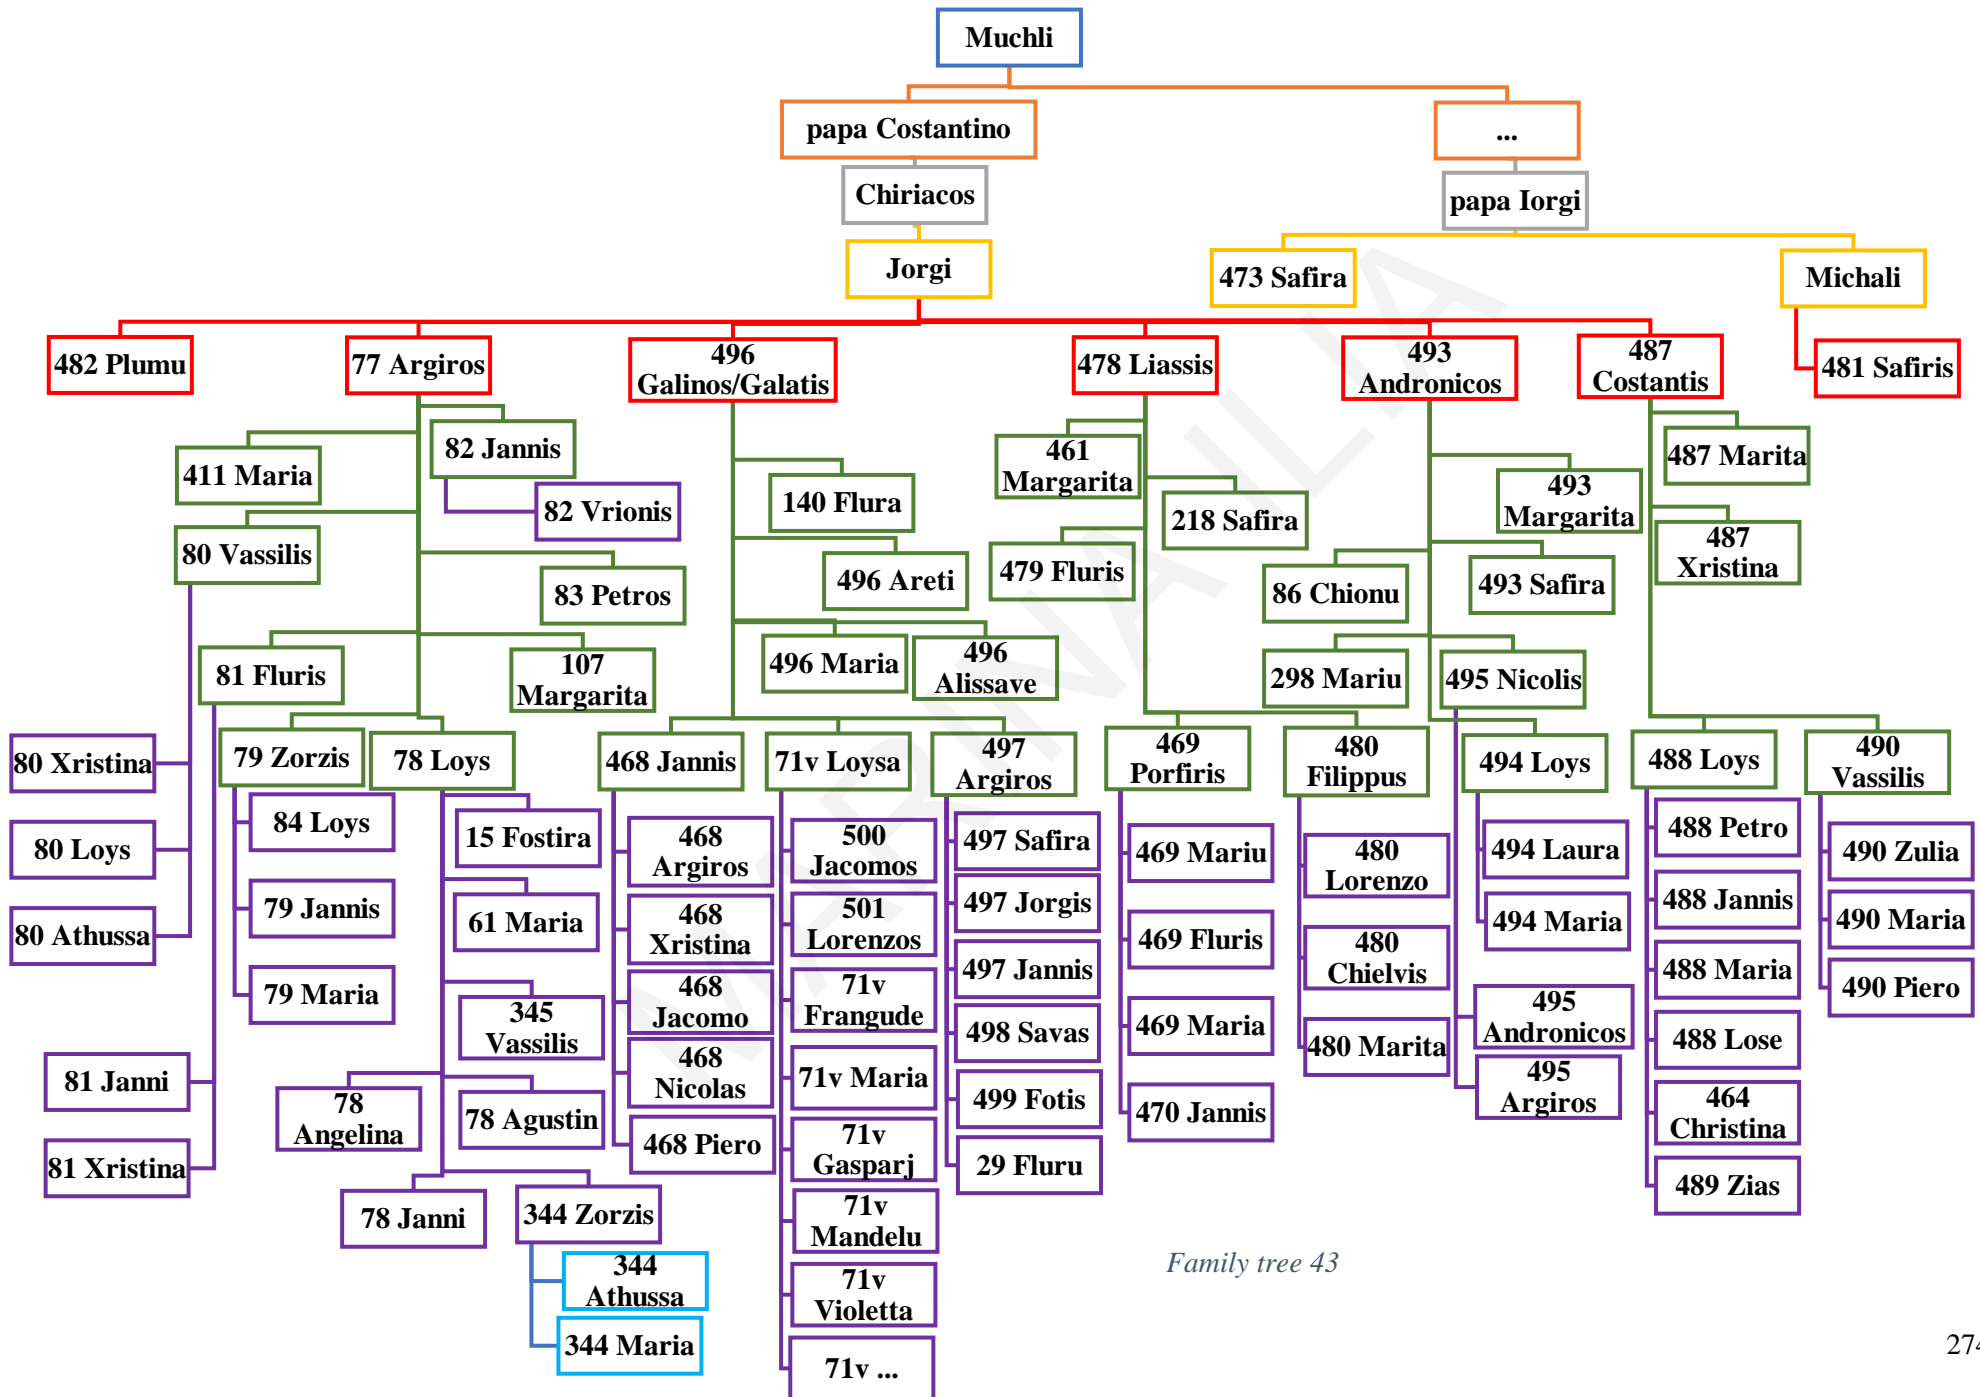 Muchli
papa Costantino
...
Chiriacos
papa Iorgi
Jorgi
473 Safira
Michali
482 Plumu
77 Argiros
496
Galinos/Galatis
478 Liassis
493
Andronicos
487
Costantis
481 Safiris
411 Maria
82 Jannis
82 Vrionis
80 Vassilis
83 Petros
81 Fluris
107
Margarita
140 Flura
496 Areti
496 Maria
496
Alissave
461
Margarita
218 Safira
479 Fluris
493
Margarita
86 Chionu
493 Safira
298 Mariu
495 Nicolis
487 Marita
487
Xristina
79 Zorzis
78 Loys
468 Jannis
71v Loysa
497
Argiros
469
Porfiris
480
Filippus
494 Loys
488 Loys
490
Vassilis
80 Xristina
80 Loys
80 Athussa
81 Janni
81 Xristina
84 Loys
79 Jannis
79 Maria
15 Fostira
61 Maria
345
Vassilis
78
Angelina
78 Agustin
78 Janni
344 Zorzis
344
Athussa
344 Maria
468
Argiros
468
Xristina
468
Jacomo
468
Nicolas
468 Piero
500
Jacomos
501
Lorenzos
71v
Frangude
71v Maria
71v
Gasparj
71v
Mandelu
71v
Violetta
71v ...
497 Safira
497 Jorgis
497 Jannis
498 Savas
499 Fotis
29 Fluru
469 Mariu
469 Fluris
469 Maria
470 Jannis
480
Lorenzo
480
Chielvis
480 Marita
494 Laura
494 Maria
495
Andronicos
495
Argiros
488 Petro
488 Jannis
488 Maria
488 Lose
464
Christina
489 Zias
490 Zulia
490 Maria
490 Piero
MARINA ILIA
Family tree 43
274